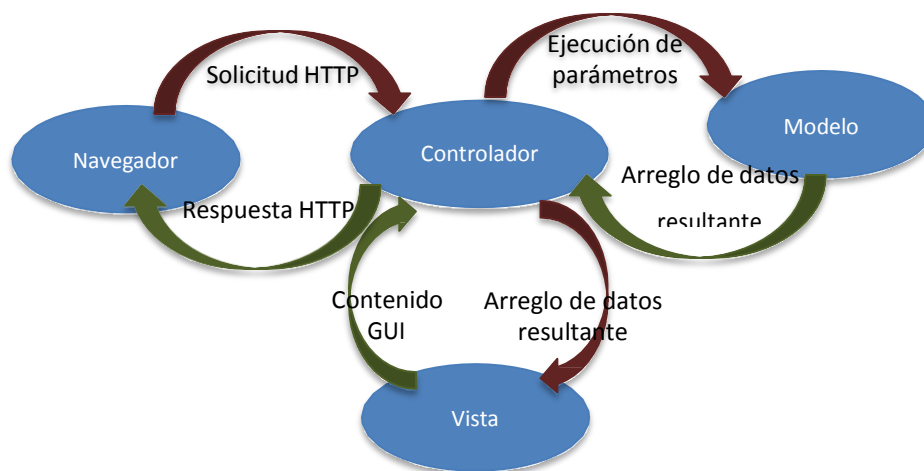 Solicitud HTTP
Ejecución de
parámetros
Navegador
Controlador
Modelo
Respuesta HTTP
Arreglo de datos
resultante
Contenido
GUI
Arreglo de datos
resultante
Vista